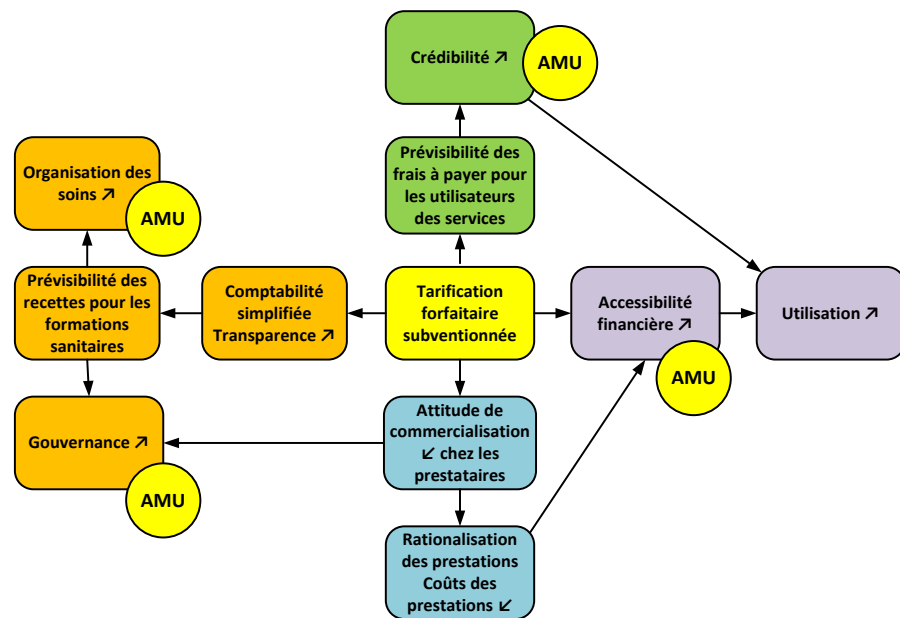 Crédibilité ↗
AMU
Prévisibilité des
frais à payer pour
les utilisateurs
des services
Organisation des
soins ↗
AMU
Prévisibilité des
recettes pour les
formations
sanitaires
Comptabilité
simplifiée
Transparence ↗
Tarification
forfaitaire
subventionnée
Accessibilité
financière ↗
AMU
Utilisation ↗
Gouvernance ↗
AMU
Attitude de
commercialisation
↙ chez les
prestataires
Rationalisation
des prestations
Coûts des
prestations ↙